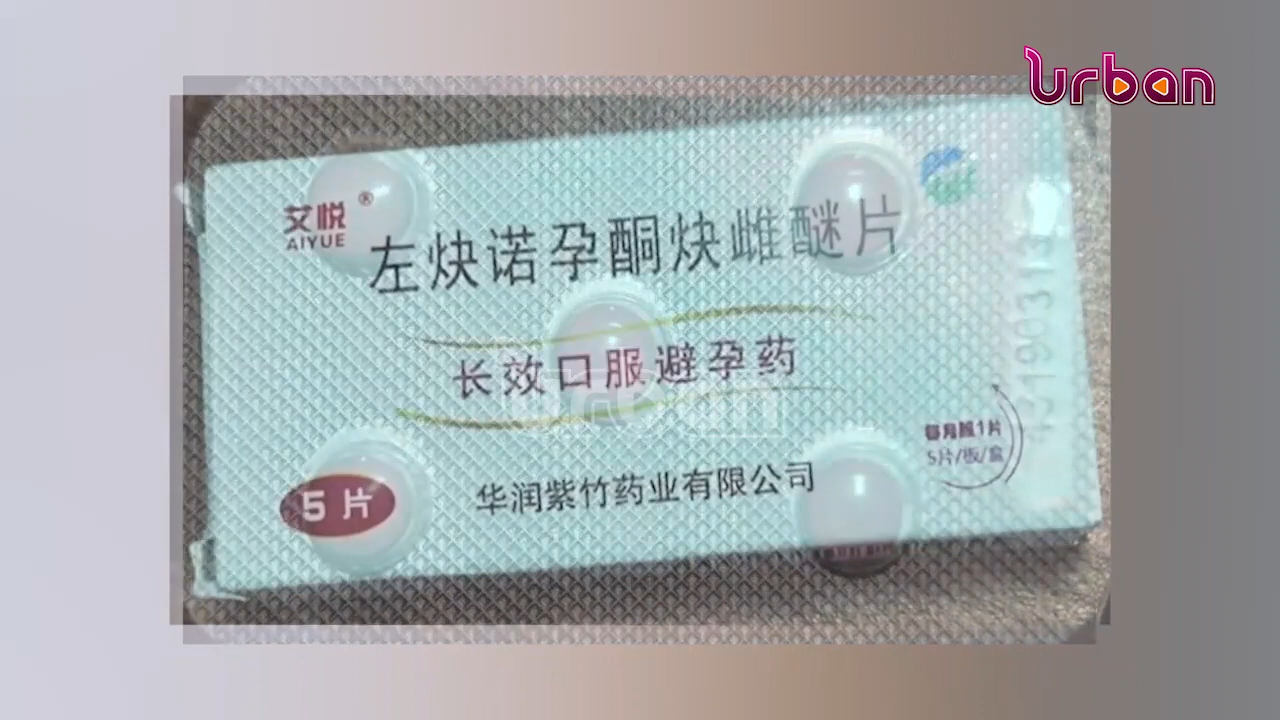 Urban
艾悦®
AIYUE
左炔诺孕酮炔雌醚片
长效口服避孕药
urban
每月服1片
5片/板/盒
5片
华润紫竹药业有限公司